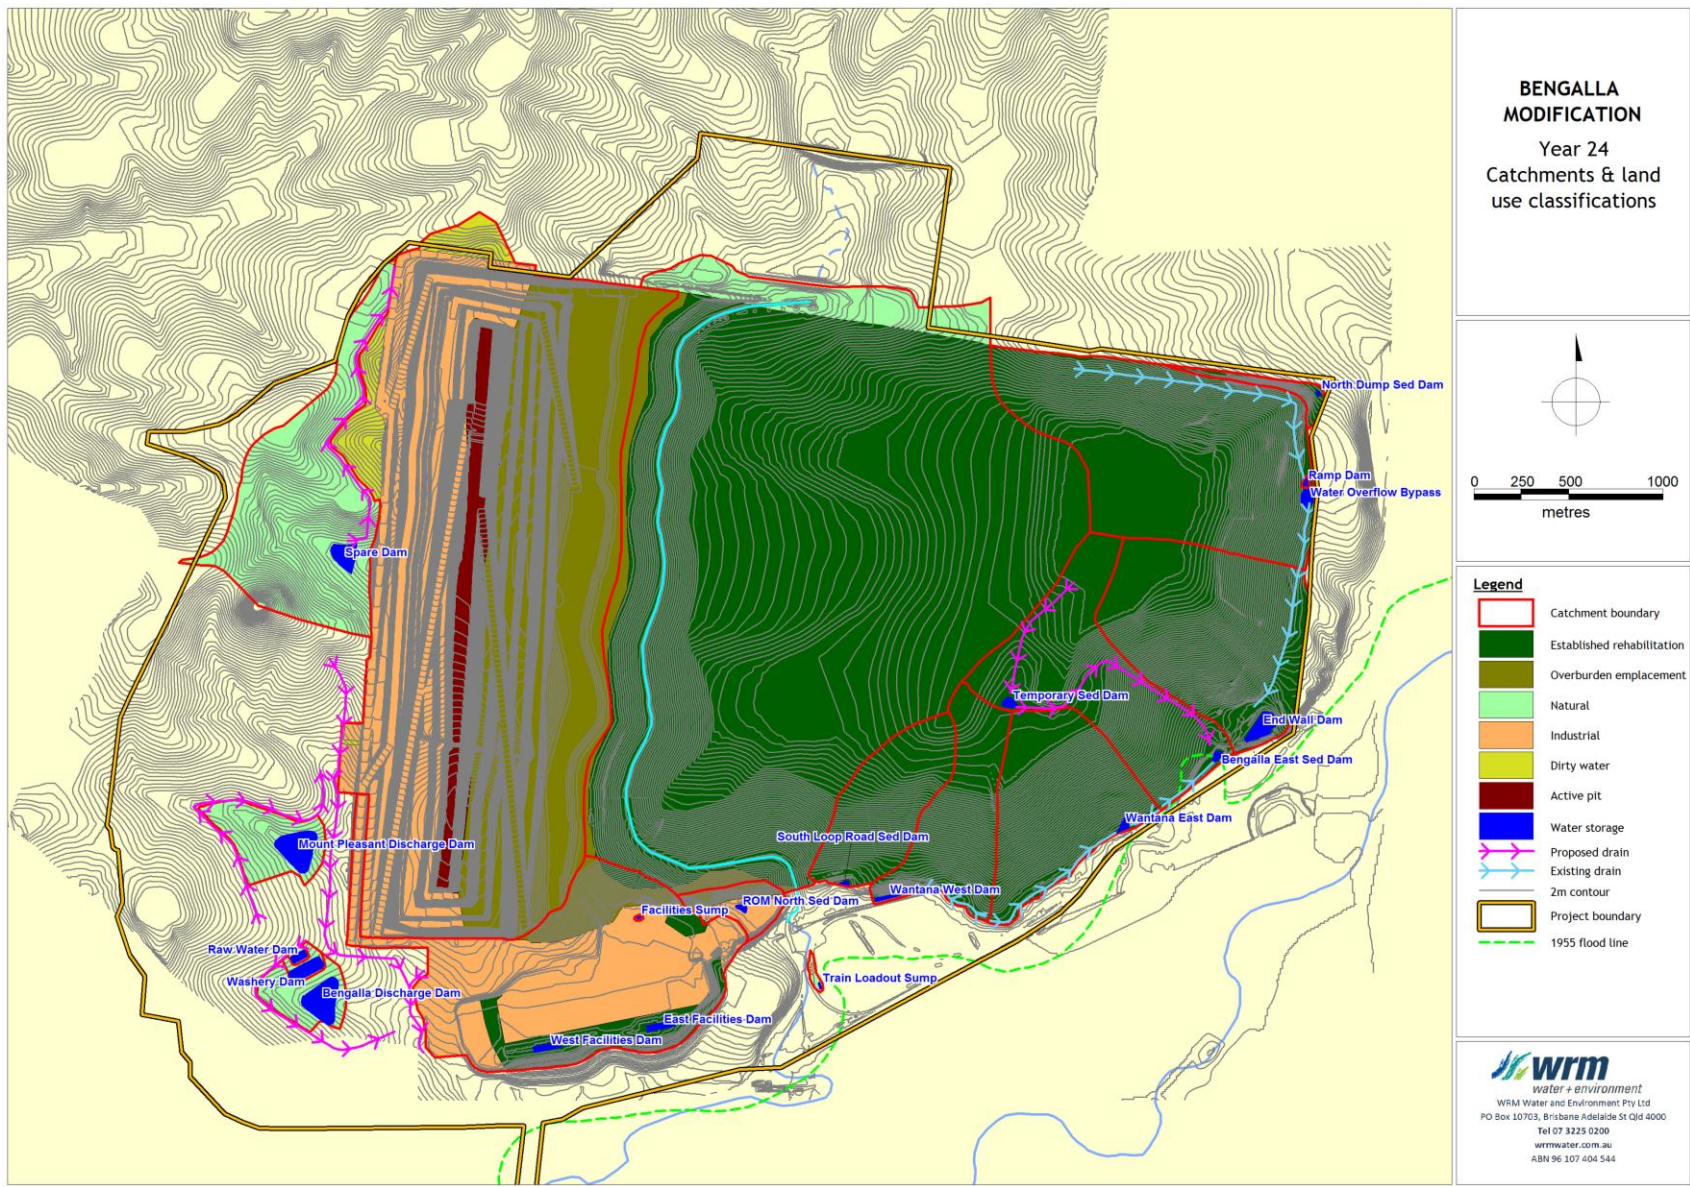 BENGALLA
MODIFICATION
Year 24
Catchments & land
use classifications
North Dump Sed Dam
Ramp Dam
Water Overflow Bypass
0 250 500 1000
metres
Spare Dam
Legend
Catchment boundary
Established rehabilitation
Overburden emplacement
Natural
Industrial
Dirty water
Active pit
Water storage
Proposed drain
Existing drain
2m contour
Project boundary
1955 flood line
Temporary Sed Dam
End Wall Dam
Bengalla East Sed Dam
Wantana East Dam
South Loop Road Sed Dam
Mount Pleasant Discharge Dam
Wantana West Dam
ROM North Sed Dam
Facilities Sump
Raw Water Dam
Washery Dam
Bengalla Discharge Dam
Train Loadout Sump
East Facilities Dam
West Facilities Dam
wrm
water + environment
WRM Water and Environment Pty Ltd
PO Box 10703, Brisbane Adelaide St Qld 4000
Tel 07 3225 0200
wrmwater.com.au
ABN 96 107 404 544